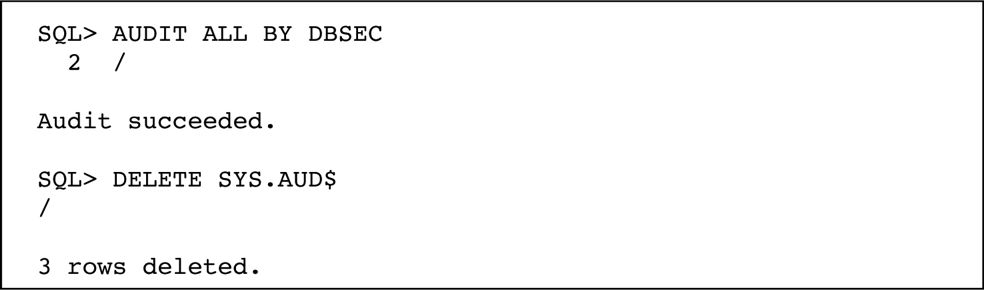 SQL> AUDIT ALL BY DBSEC
  2  /
Audit succeeded.
SQL> DELETE SYS.AUD$
/
3 rows deleted.